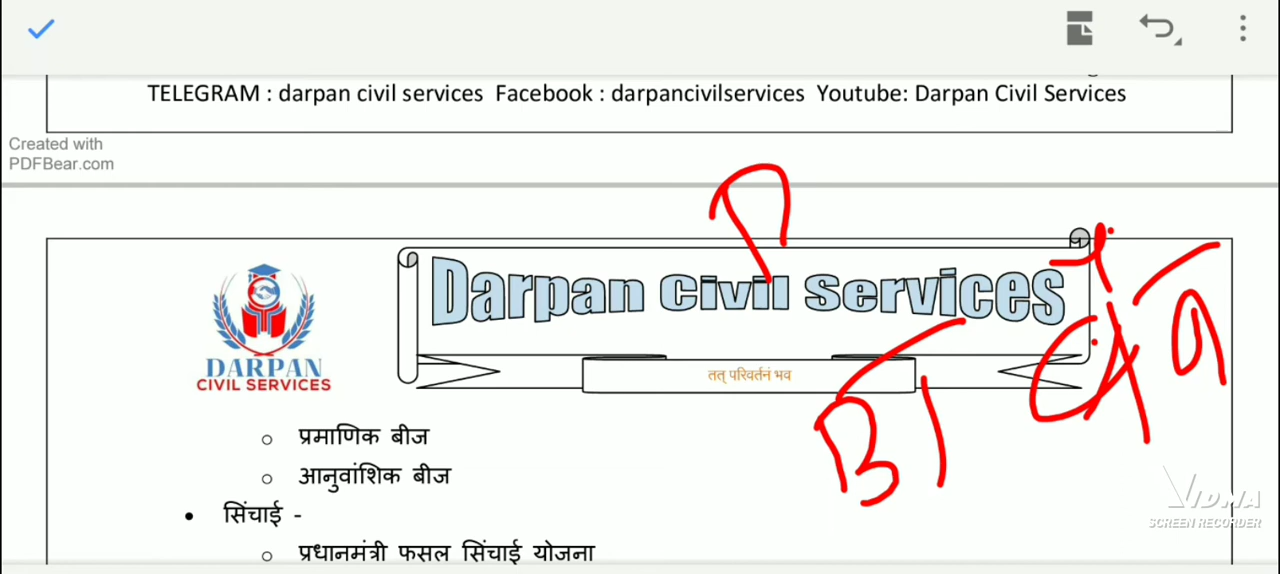 TELEGRAM : darpan civil services Facebook : darpancivilservices Youtube: Darpan Civil Services
Created with
PDFBear.com
Darpan Civil Services
DARPAN
CIVIL SERVICES
तत् परिवर्तनं भव
○ प्रमाणिक बीज
○ आनुवांशिक बीज
• सिंचाई -
○ प्रधानमंत्री फसल सिंचाई योजना
VIDMA
SCREEN RECORDER